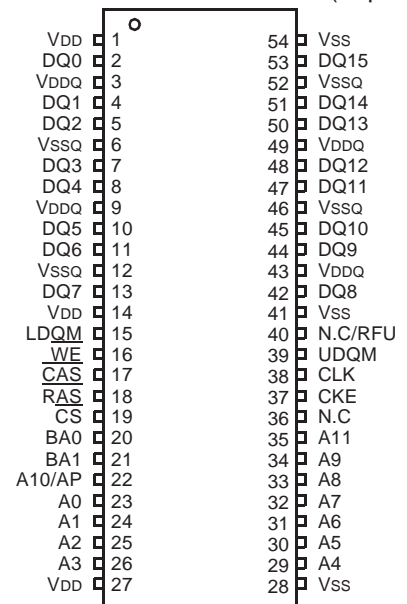 VDD 1 54 VSS
DQ0 2 53 DQ15
VDDQ 3 52 VSSQ
DQ1 4 51 DQ14
DQ2 5 50 DQ13
VSSQ 6 49 VDDQ
DQ3 7 48 DQ12
DQ4 8 47 DQ11
VDDQ 9 46 VSSQ
DQ5 10 45 DQ10
DQ6 11 44 DQ9
VSSQ 12 43 VDDQ
DQ7 13 42 DQ8
VDD 14 41 VSS
LDQM 15 40 N.C/RFU
WE 16 39 UDQM
CAS 17 38 CLK
RAS 18 37 CKE
CS 19 36 N.C
BA0 20 35 A11
BA1 21 34 A9
A10/AP 22 33 A8
A0 23 32 A7
A1 24 31 A6
A2 25 30 A5
A3 26 29 A4
VDD 27 28 VSS